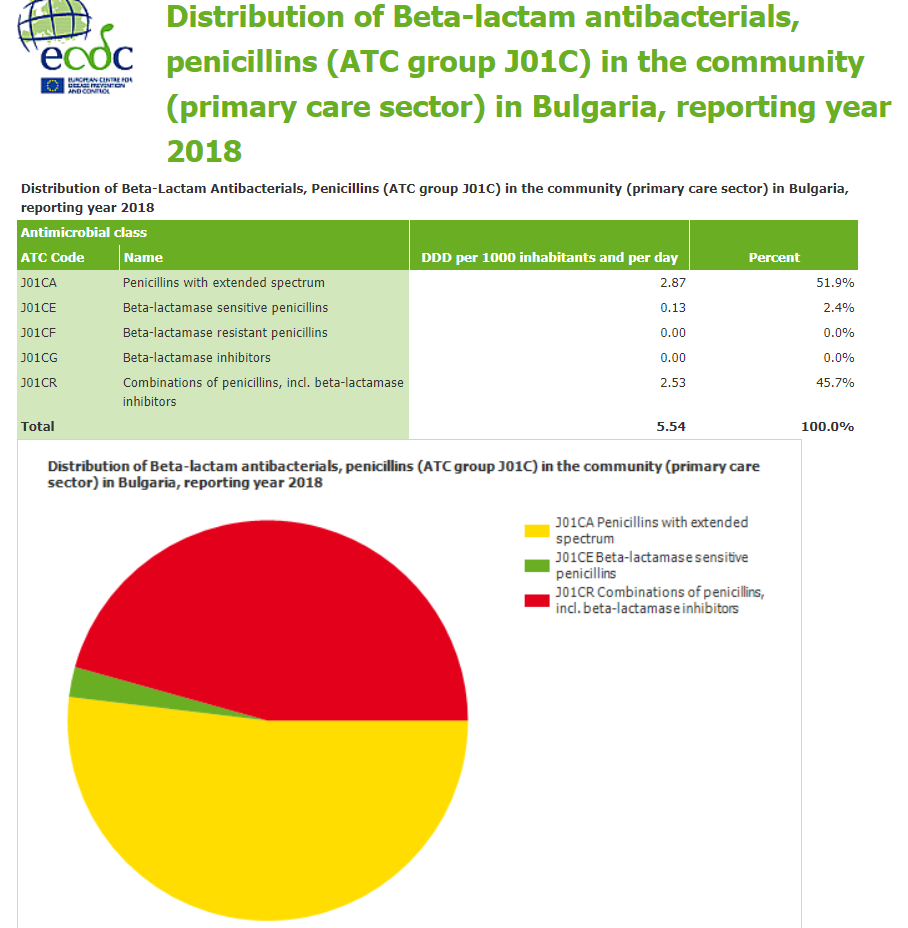 ecdc
EUROPEAN CENTRE FOR
DISEASE PREVENTION
AND CONTROL
Distribution of Beta-lactam antibacterials,
penicillins (ATC group J01C) in the community
(primary care sector) in Bulgaria, reporting year
2018
Distribution of Beta-Lactam Antibacterials, Penicillins (ATC group J01C) in the community (primary care sector) in Bulgaria,
reporting year 2018
Antimicrobial class
ATC Code Name DDD per 1000 inhabitants and per day Percent
J01CA Penicillins with extended spectrum 2.87 51.9%
J01CE Beta-lactamase sensitive penicillins 0.13 2.4%
J01CF Beta-lactamase resistant penicillins 0.00 0.0%
J01CG Beta-lactamase inhibitors 0.00 0.0%
J01CR Combinations of penicillins, incl. beta-lactamase 2.53 45.7%
inhibitors
Total 5.54 100.0%
Distribution of Beta-lactam antibacterials, penicillins (ATC group J01C) in the community (primary care
sector) in Bulgaria, reporting year 2018
J01CA Penicillins with extended
spectrum
J01CE Beta-lactamase sensitive
penicillins
J01CR Combinations of penicillins,
incl. beta-lactamase inhibitors